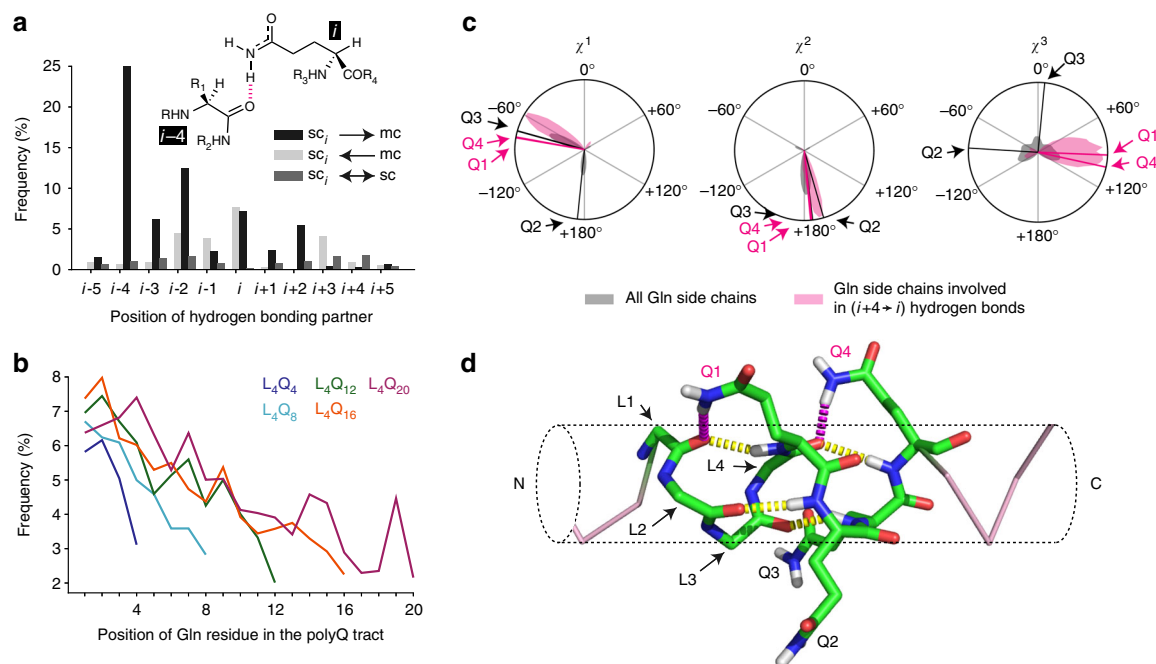 a
O
i
H
H
N
H
R₃HN
COR₄
R₁
H
O
RHN
i–4
R₂HN
sc_i → mc
sc_i ← mc
sc_i ↔ sc
Frequency (%)
25
20
15
10
5
0
i-5 i-4 i-3 i-2 i-1 i i+1 i+2 i+3 i+4 i+5
Position of hydrogen bonding partner
b
L₄Q₄ L₄Q₁₂ L₄Q₂₀
L₄Q₈ L₄Q₁₆
Frequency (%)
8
7
6
5
4
3
2
4 8 12 16 20
Position of Gln residue in the polyQ tract
c
χ¹
0°
–60° +60°
–120° +120°
+180°
Q3
Q4
Q1
Q2
χ²
0°
–60° +60°
–120° +120°
+180°
Q3
Q4
Q1
Q2
χ³
0°
–60° +60°
–120° +120°
+180°
Q3
Q2
Q1
Q4
All Gln side chains
Gln side chains involved
in (i+4→i) hydrogen bonds
d
Q1
Q4
L1
L4
N
C
L2
L3
Q3
Q2